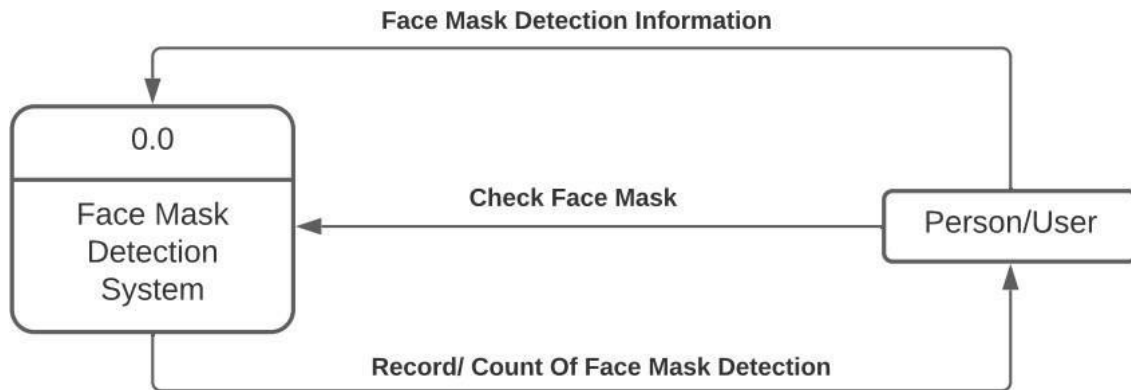 Face Mask Detection Information
0.0
Face Mask
Detection
System
Check Face Mask
Person/User
Record/ Count Of Face Mask Detection